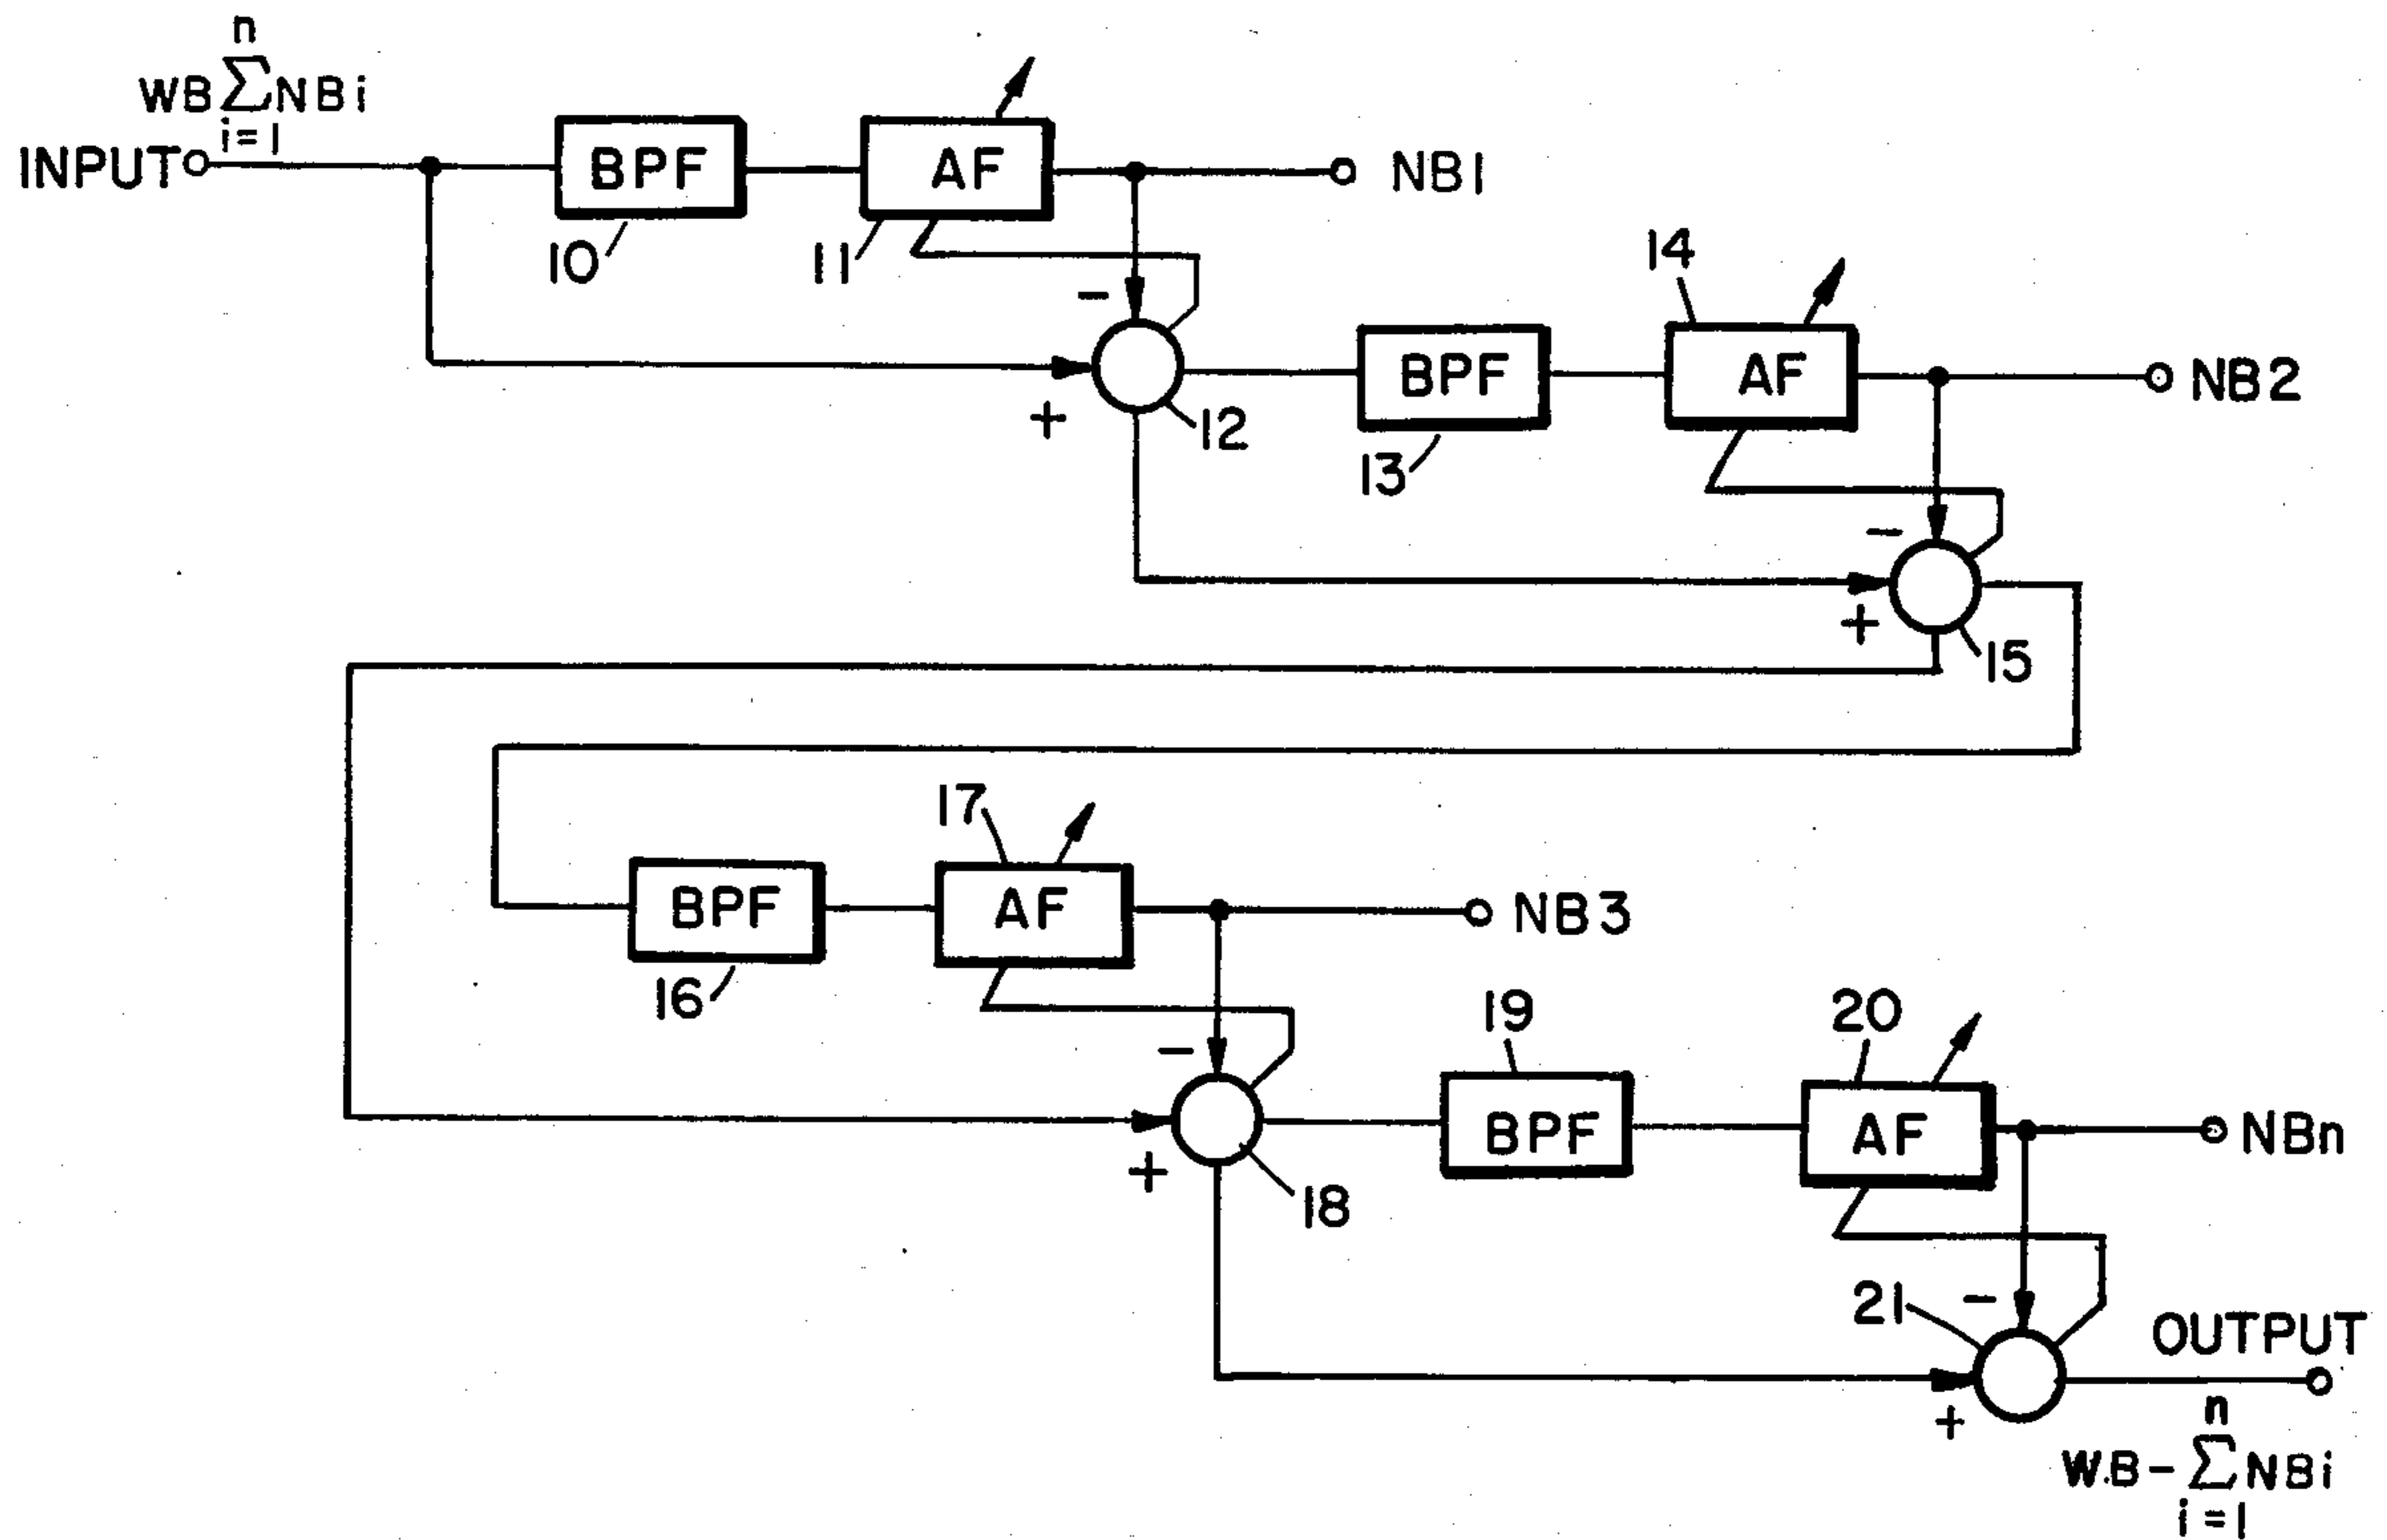 n
WB∑NBi
i=1
INPUT
BPF
AF
NB1
10
11
-
+
12
BPF
14
AF
NB2
13
-
+
15
17
BPF
AF
NB3
16
-
+
18
19
BPF
20
AF
NBn
21
-
+
OUTPUT
n
W.B-∑NBi
i=1